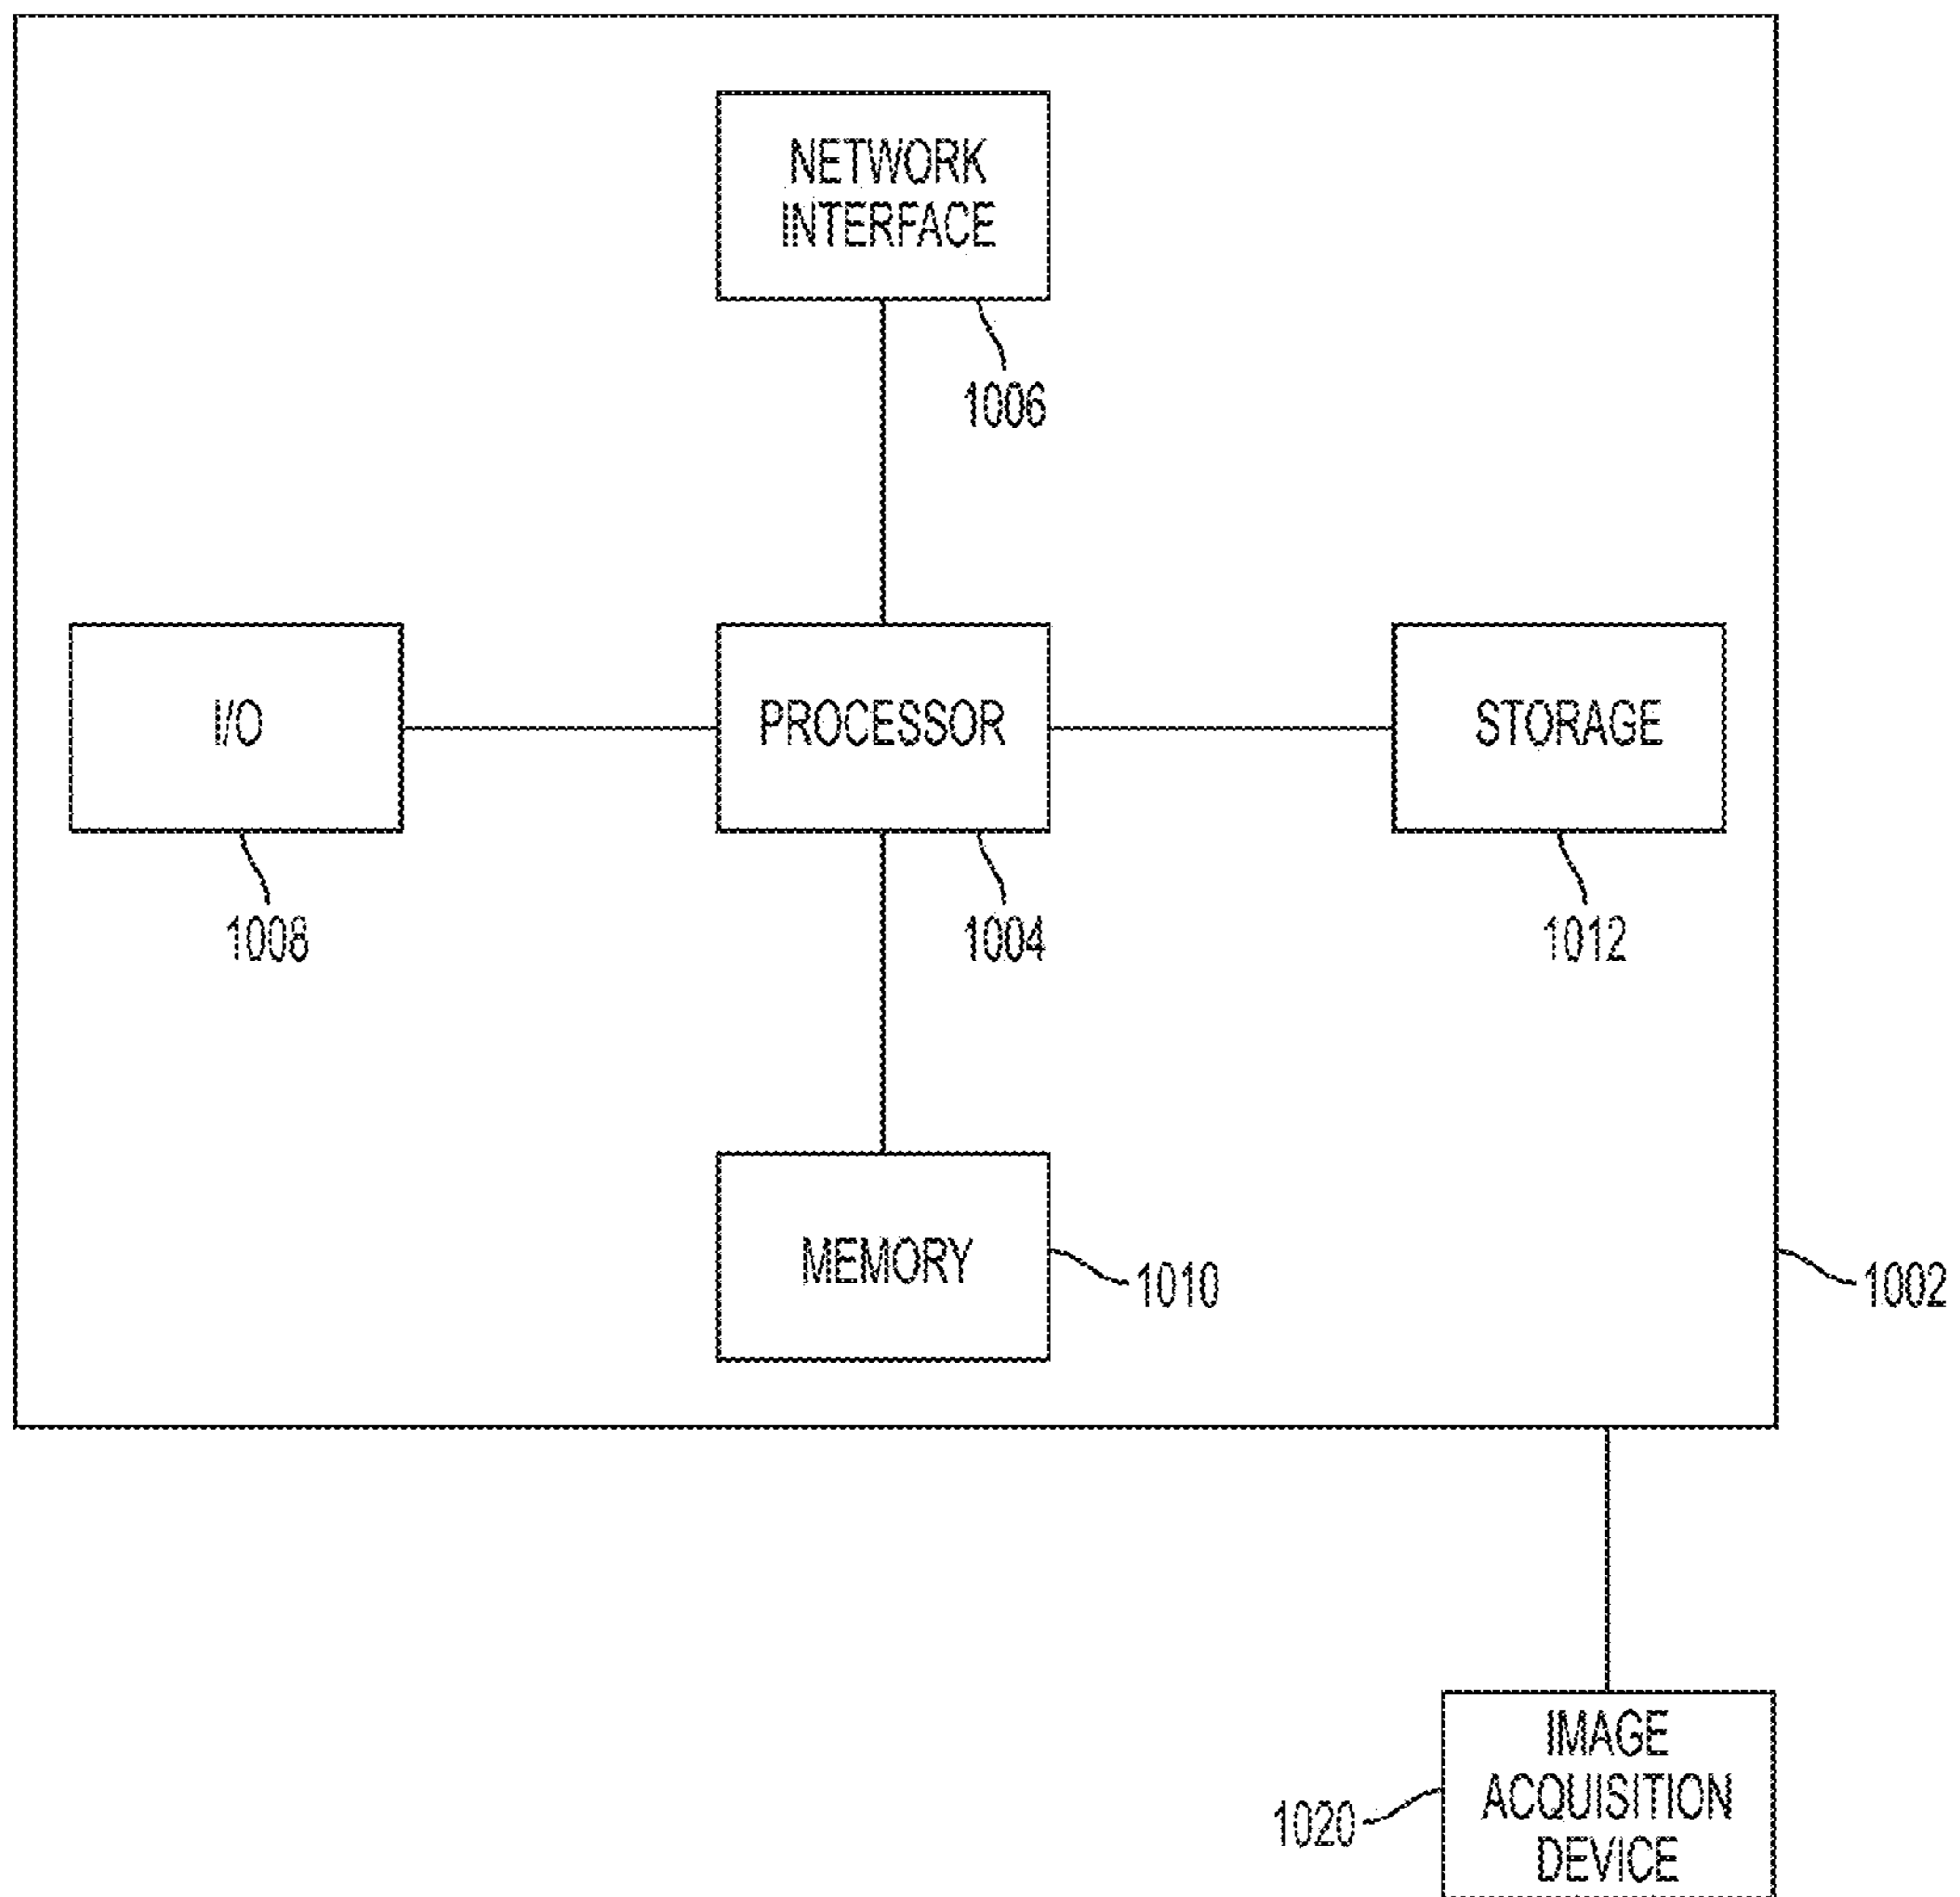 NETWORK
INTERFACE
1006
I/O
PROCESSOR
STORAGE
1008
1004
1012
MEMORY
1010
1002
IMAGE
ACQUISITION
DEVICE
1020